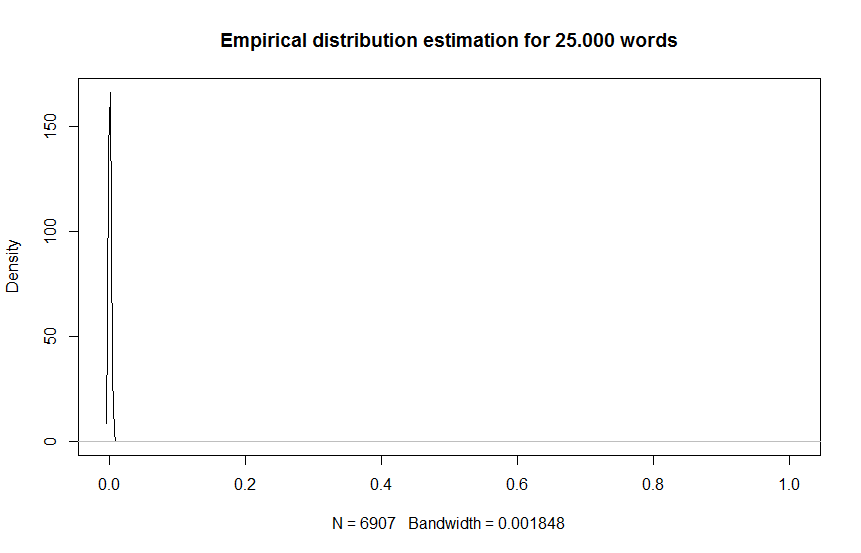 Empirical distribution estimation for 25.000 words
Density
150
100
50
0
0.0 0.2 0.4 0.6 0.8 1.0
N = 6907 Bandwidth = 0.001848